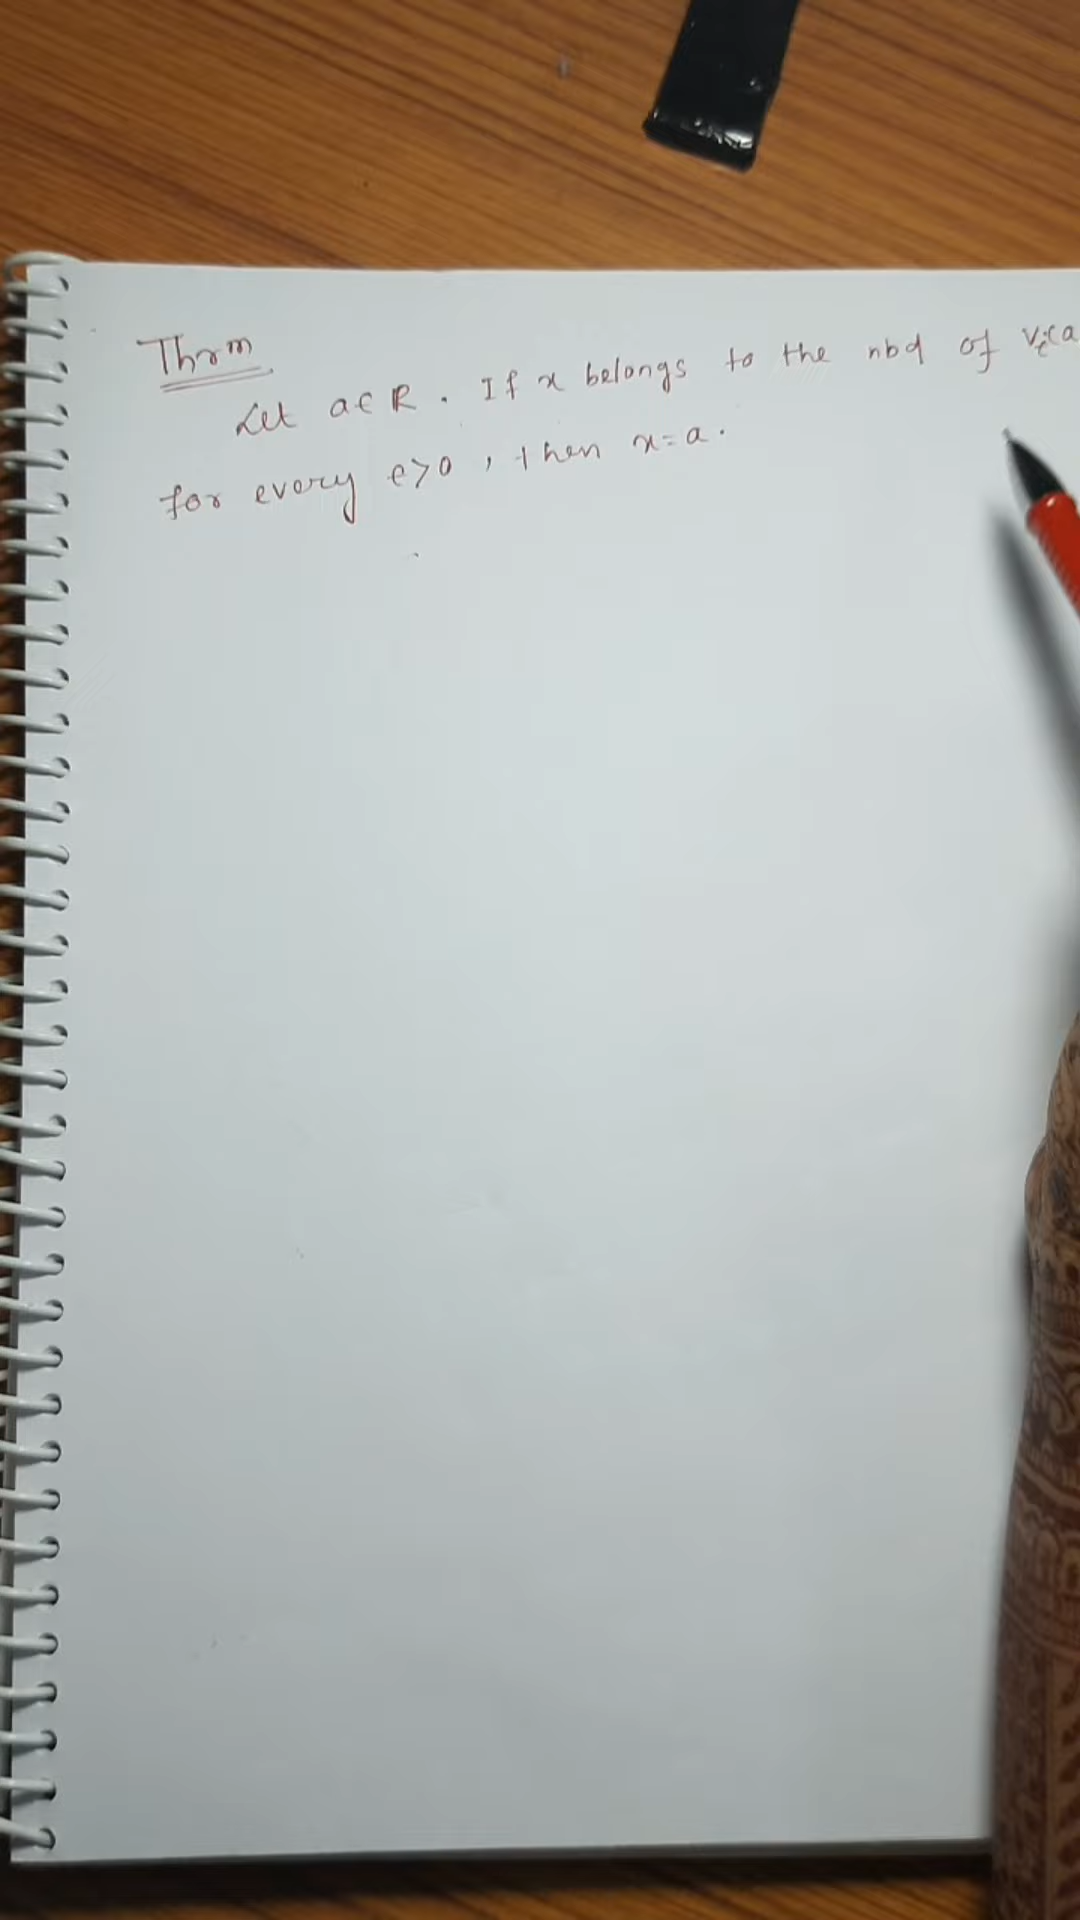 Thrm
Let a∈R. If x belongs to the nbd of Vε(a
for every ε>0, then x=a.